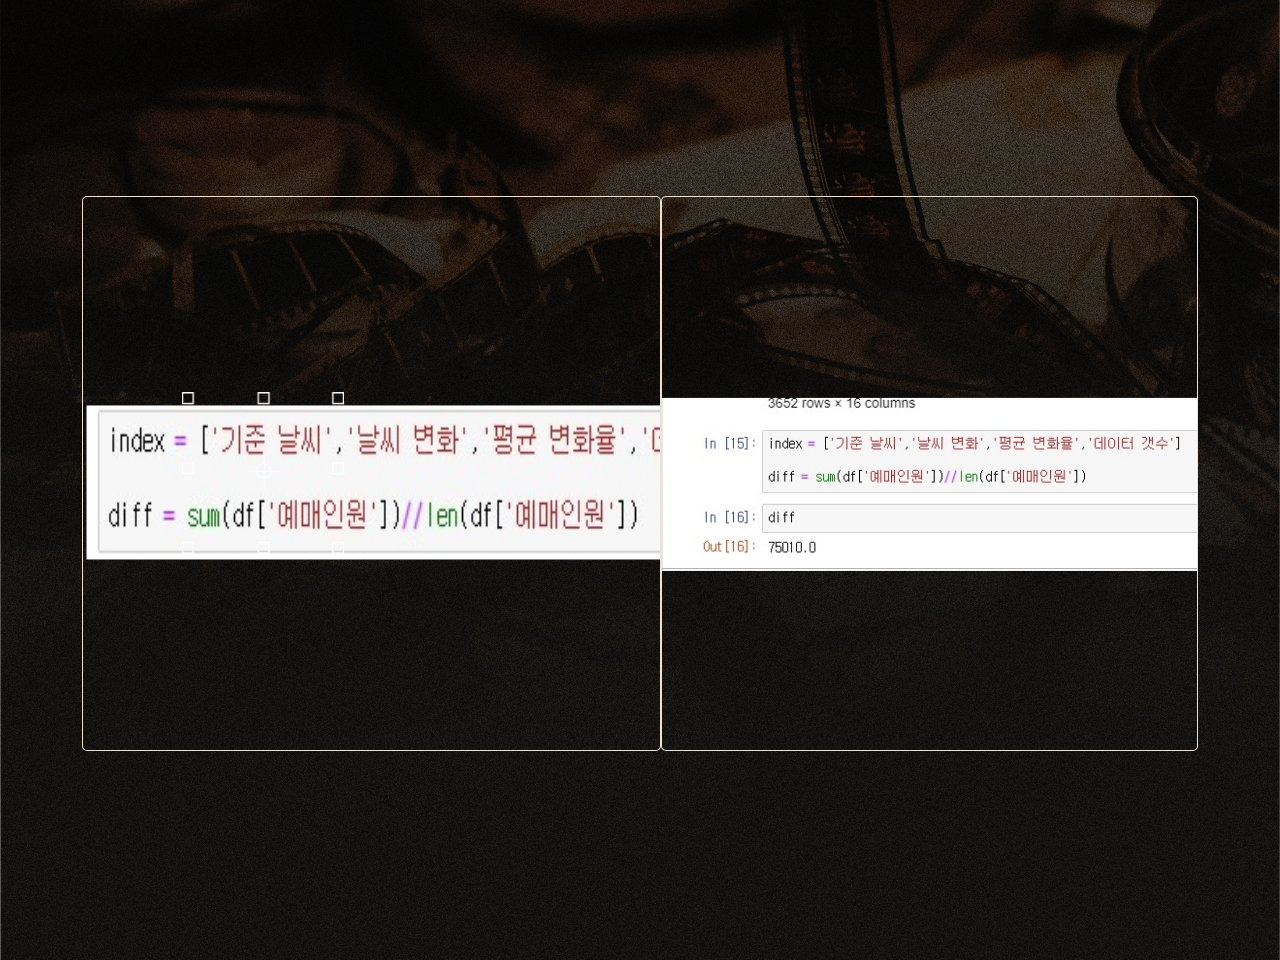 index = ['기준 날씨','날씨 변화','평균 변화율','
diff = sum(df['예매인원'])//len(df['예매인원'])
3652 rows × 16 columns
In [15]: index = ['기준 날씨','날씨 변화','평균 변화율','데이터 갯수']
diff = sum(df['예매인원'])//len(df['예매인원'])
In [16]: diff
Out[16]: 75010.0